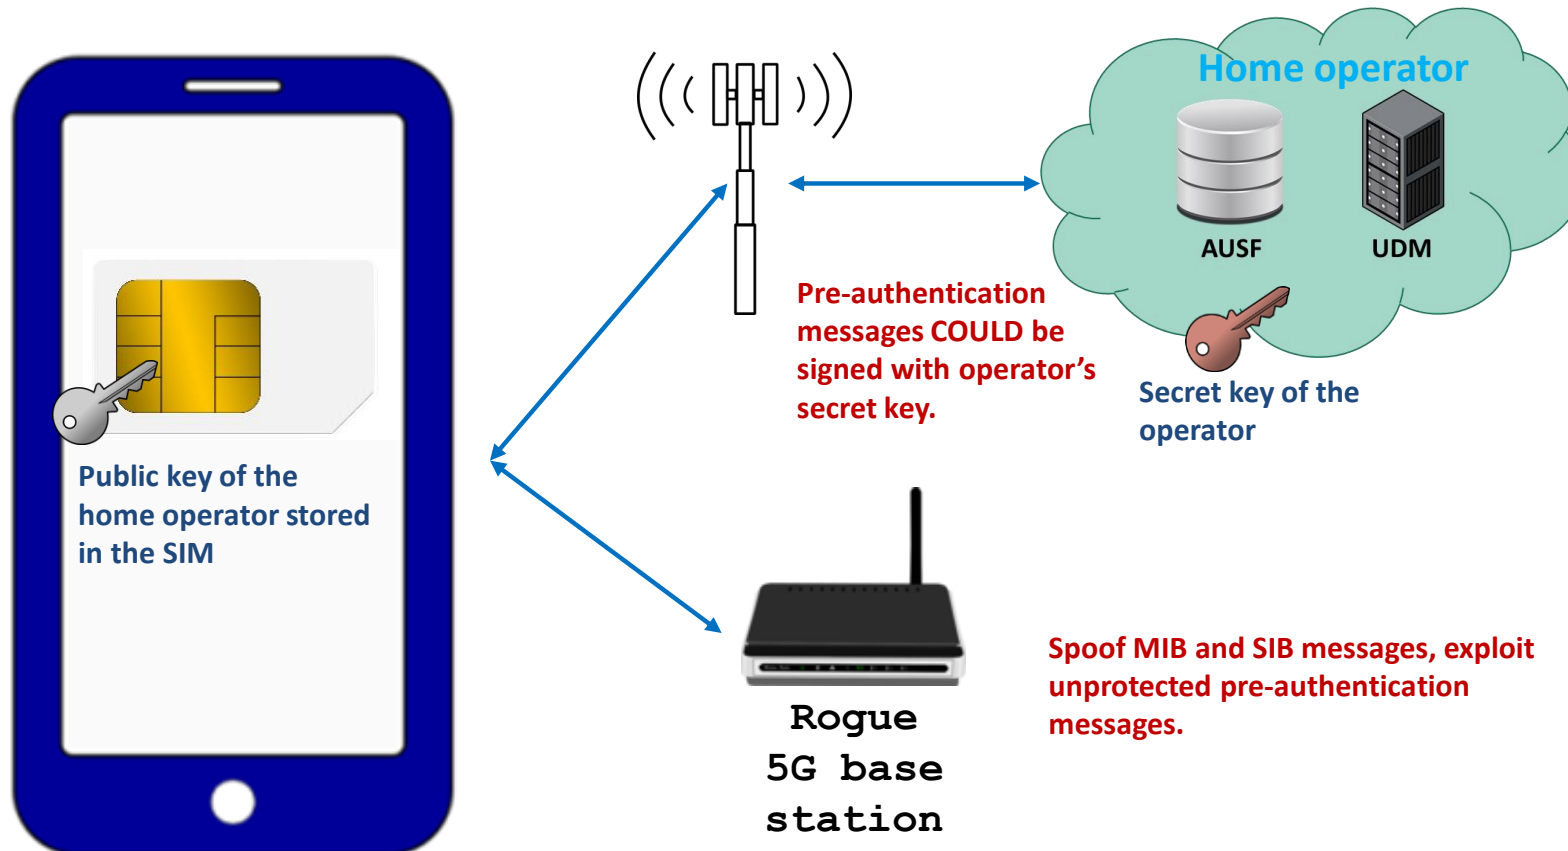 Home operator
AUSF
UDM
Pre-authentication
messages COULD be
signed with operator’s
secret key.
Secret key of the
operator
Public key of the
home operator stored
in the SIM
Rogue
5G base
station
Spoof MIB and SIB messages, exploit
unprotected pre-authentication
messages.